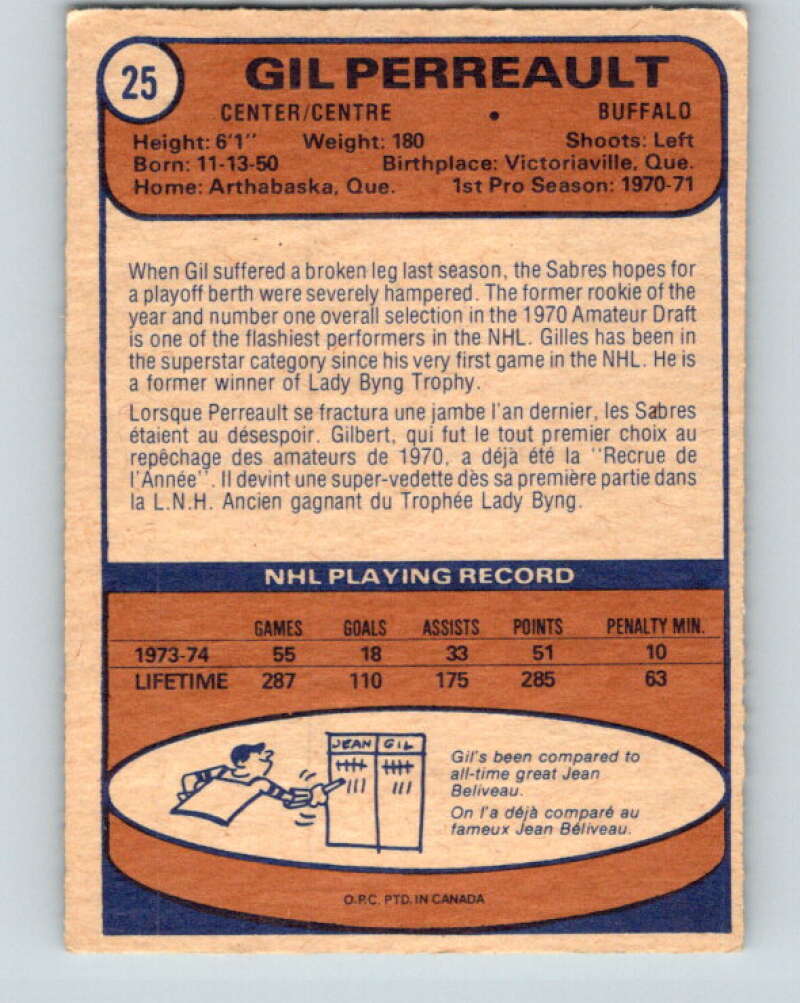 25
GIL PERREAULT
CENTER/CENTRE • BUFFALO
Height: 6'1" Weight: 180 Shoots: Left
Born: 11-13-50 Birthplace: Victoriaville, Que.
Home: Arthabaska, Que. 1st Pro Season: 1970-71
When Gil suffered a broken leg last season, the Sabres hopes for
a playoff berth were severely hampered. The former rookie of the
year and number one overall selection in the 1970 Amateur Draft
is one of the flashiest performers in the NHL. Gilles has been in
the superstar category since his very first game in the NHL. He is
a former winner of Lady Byng Trophy.
Lorsque Perreault se fractura une jambe l'an dernier, les Sabres
étaient au désespoir. Gilbert, qui fut le tout premier choix au
repêchage des amateurs de 1970, a déjà été la "Recrue de
l'Année". Il devint une super-vedette dès sa première partie dans
la L.N.H. Ancien gagnant du Trophée Lady Byng.
NHL PLAYING RECORD
GAMES GOALS ASSISTS POINTS PENALTY MIN.
1973-74 55 18 33 51 10
LIFETIME 287 110 175 285 63
JEAN GIL
Gil's been compared to
all-time great Jean
Beliveau.
On l'a déjà comparé au
fameux Jean Béliveau.
O.P.C. PTD. IN CANADA